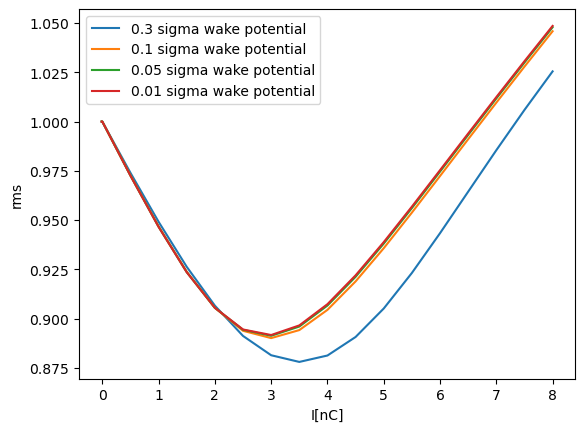 0.3 sigma wake potential
0.1 sigma wake potential
0.05 sigma wake potential
0.01 sigma wake potential
1.050
1.025
1.000
0.975
0.950
0.925
0.900
0.875
rms
0 1 2 3 4 5 6 7 8
I[nC]